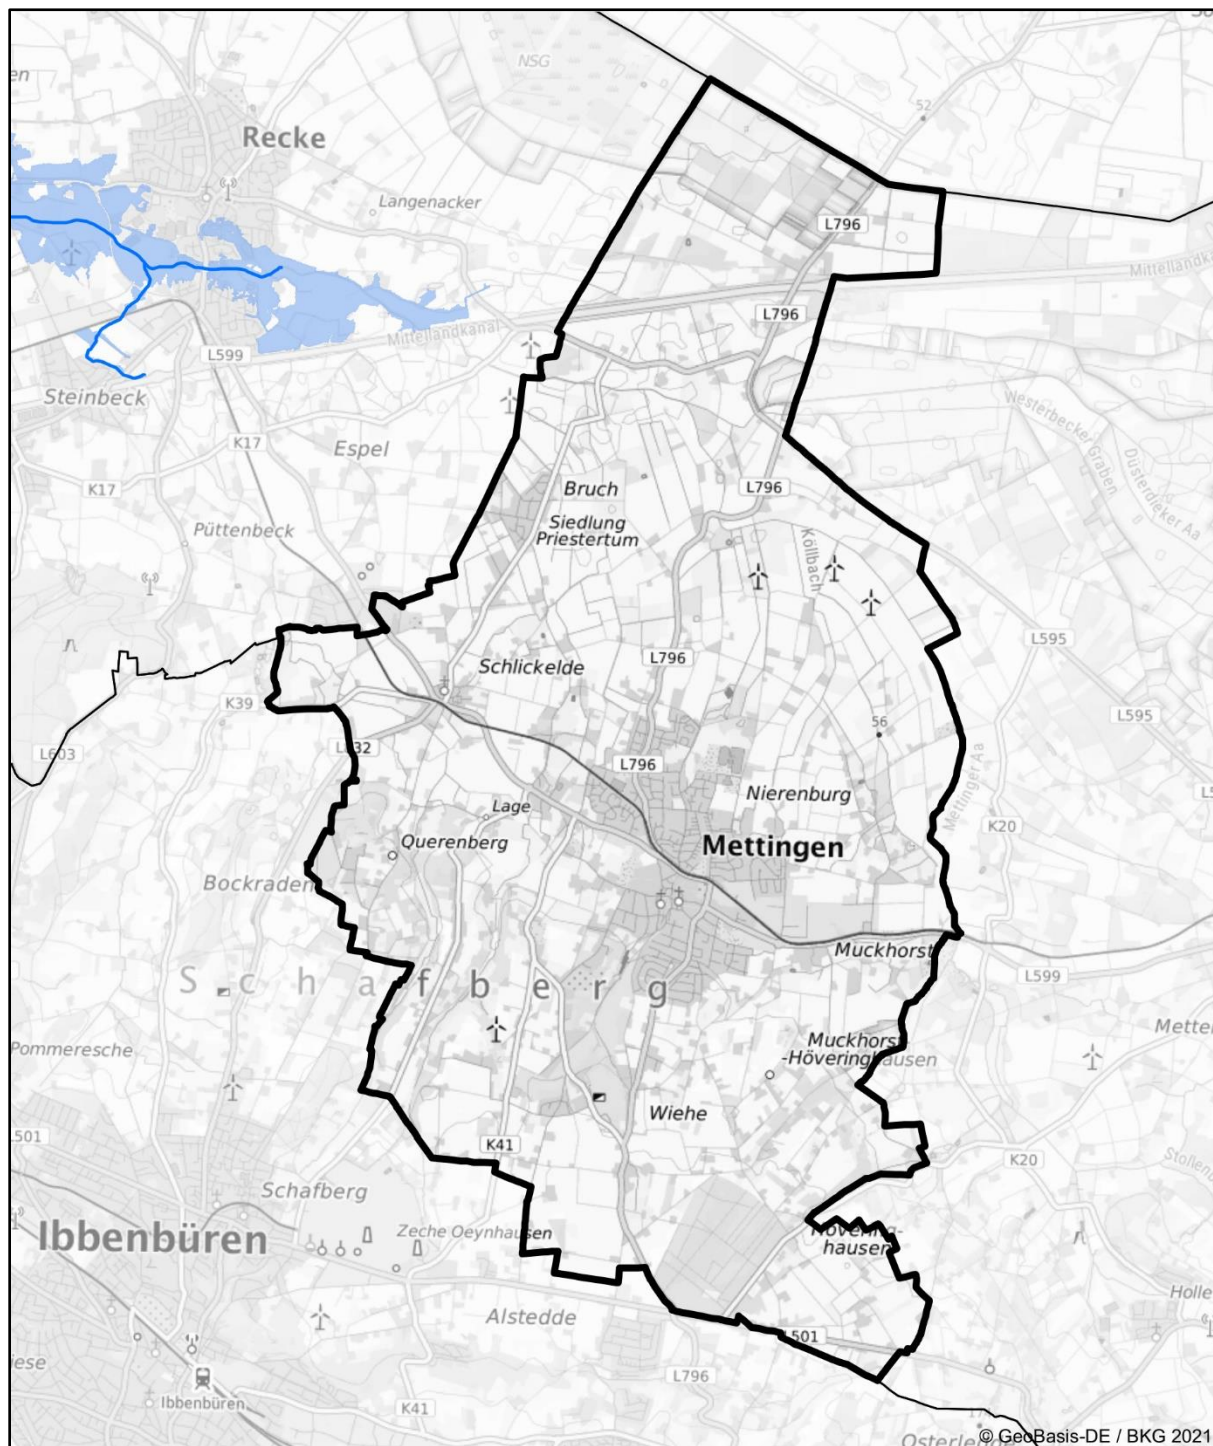 NSG
52
Recke
Langenacker
L796
Mittellandkanal
L796
Mittellandkanal
L599
Steinbeck
Westerbecker
Graben
Düsterdieker Aa
K17
Espel
K17
Bruch
L796
Püttenbeck
Siedlung
Priestertum
Köllbach
L595
L796
Schlickelde
K39
L595
56
L603
L796
Mettinger Aa
Nierenburg
Lage
K20
Querenberg
Mettingen
Bockraden
Muckhorst
L599
Schafberg
Muckhorst
-Höveringhausen
Pommeresche
Wiehe
L501
K41
K20
Schafberg
Ibbenbüren
Zeche Oeynhausen
hausen
Alstedde
L501
L796
Ibbenbüren
K41
© GeoBasis-DE / BKG 2021